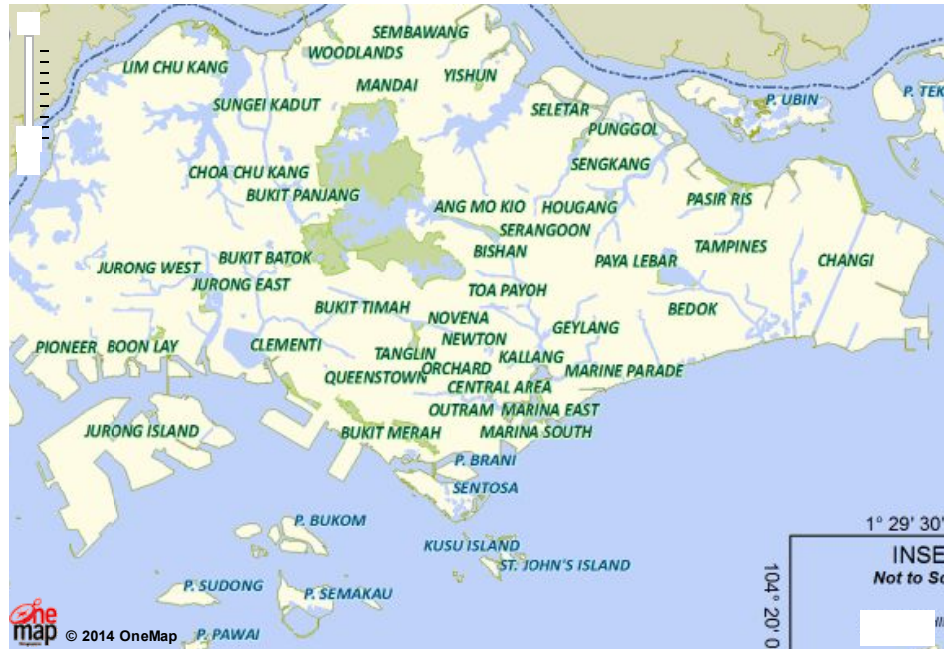 SEMBAWANG
WOODLANDS
LIM CHU KANG
MANDAI
YISHUN
P. UBIN
P. TEK
SUNGEI KADUT
SELETAR
PUNGGOL
SENGKANG
CHOA CHU KANG
BUKIT PANJANG
PASIR RIS
ANG MO KIO
HOUGANG
SERANGOON
TAMPINES
BISHAN
BUKIT BATOK
PAYA LEBAR
CHANGI
JURONG WEST
JURONG EAST
TOA PAYOH
BUKIT TIMAH
NOVENA
BEDOK
GEYLANG
NEWTON
PIONEER
BOON LAY
CLEMENTI
TANGLIN
KALLANG
ORCHARD
MARINE PARADE
QUEENSTOWN
CENTRAL AREA
OUTRAM
MARINA EAST
JURONG ISLAND
BUKIT MERAH
MARINA SOUTH
P. BRANI
SENTOSA
P. BUKOM
1° 29' 30'
KUSU ISLAND
INSE
ST. JOHN'S ISLAND
Not to Sc
104° 20' 0
P. SUDONG
P. SEMAKAU
One
map
© 2014 OneMap
P. PAWAI